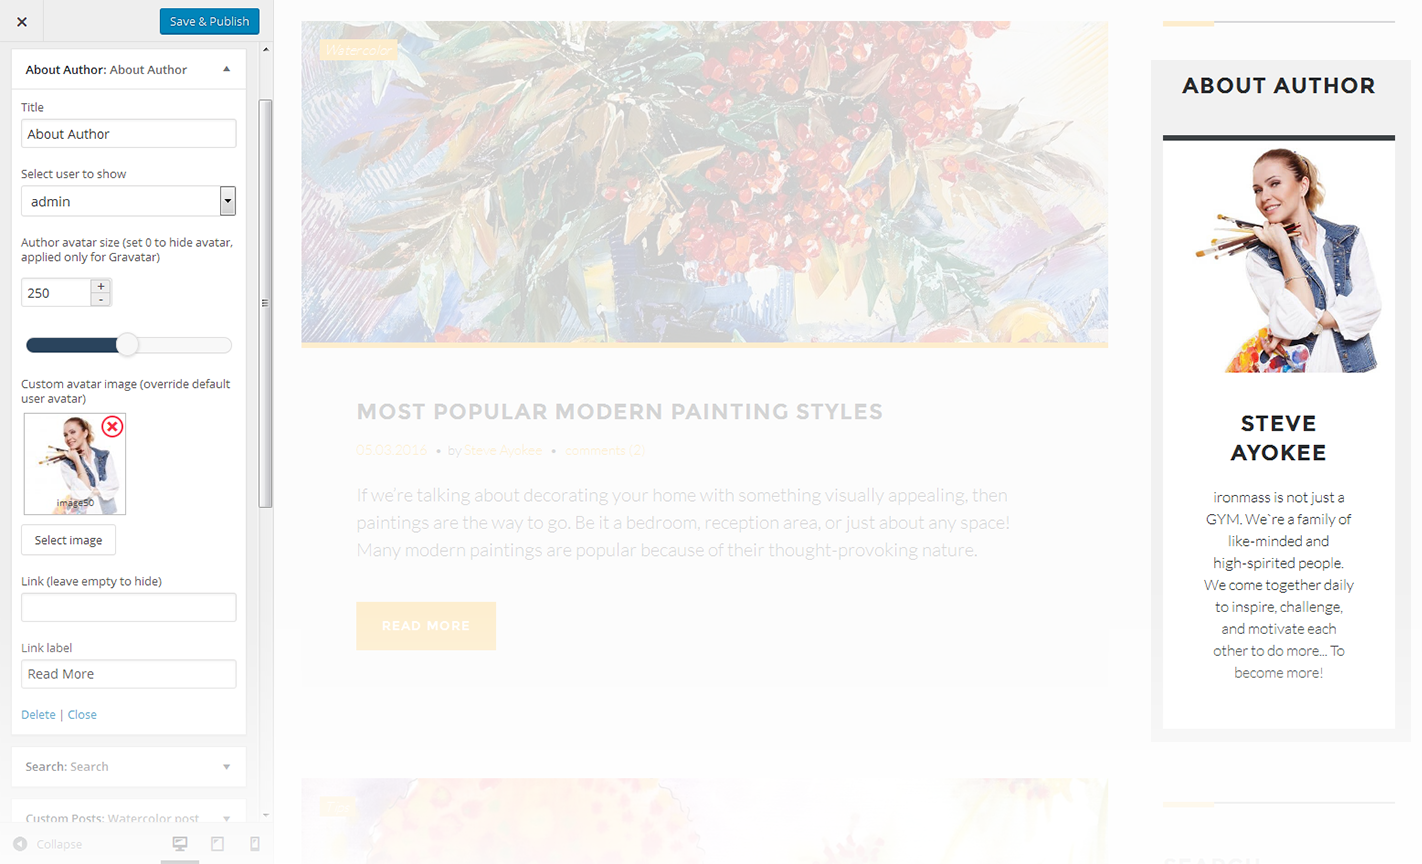 Save & Publish
About Author: About Author
Title
About Author
Select user to show
admin
Author avatar size (set 0 to hide avatar,
applied only for Gravatar)
250
+
-
Custom avatar image (override default
user avatar)
image50
Select image
Link (leave empty to hide)
Link label
Read More
Delete | Close
Search: Search
Custom Posts: Watercolor post
Collapse
Watercolor
MOST POPULAR MODERN PAINTING STYLES
05.03.2016 • by Steve Ayokee • comments (2)
If we're talking about decorating your home with something visually appealing, then
paintings are the way to go. Be it a bedroom, reception area, or just about any space!
Many modern paintings are popular because of their thought-provoking nature.
READ MORE
ABOUT AUTHOR
STEVE
AYOKEE
ironmass is not just a
GYM. We`re a family of
like-minded and
high-spirited people.
We come together daily
to inspire, challenge,
and motivate each
other to do more... To
become more!
SEARCH